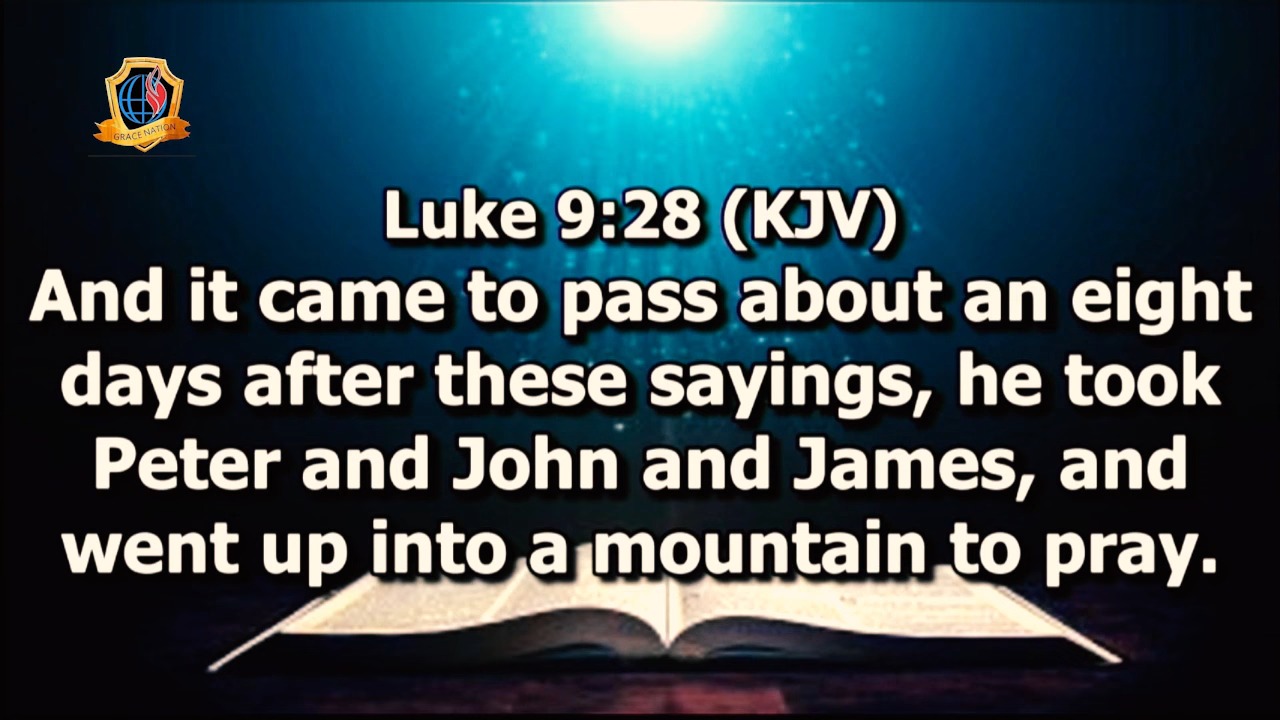 GRACE NATION
Luke 9:28 (KJV)
And it came to pass about an eight
days after these sayings, he took
Peter and John and James, and
went up into a mountain to pray.